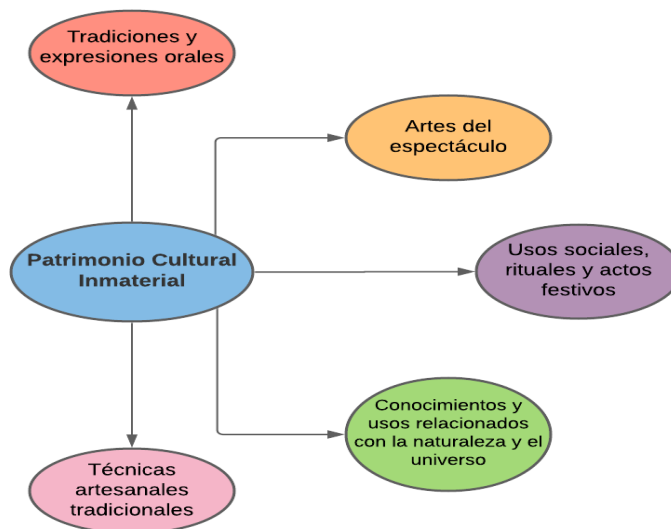 Tradiciones y
expresiones orales
Artes del
espectáculo
Patrimonio Cultural
Inmaterial
Usos sociales,
rituales y actos
festivos
Conocimientos y
usos relacionados
con la naturaleza y el
universo
Técnicas
artesanales
tradicionales